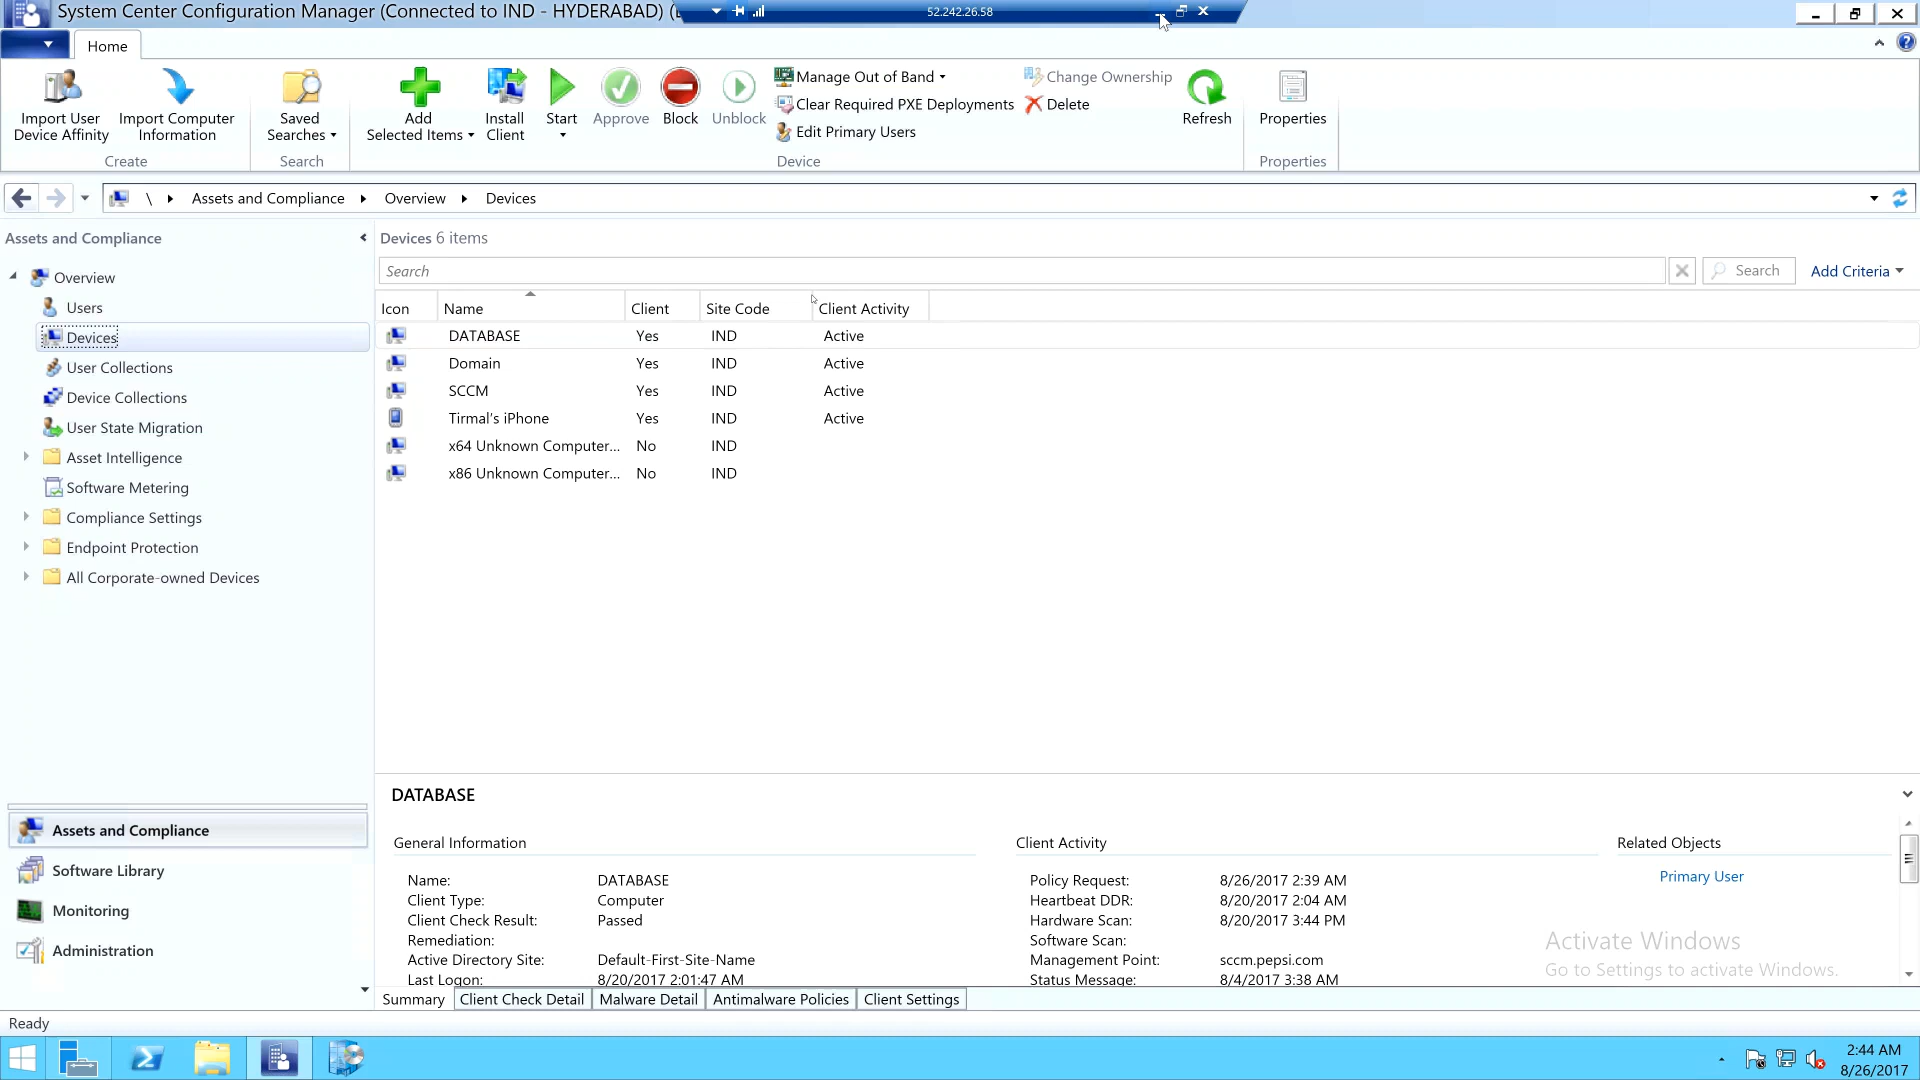 System Center Configuration Manager (Connected to IND - HYDERABAD) (
52.242.26.58
Home
Import User Device Affinity
Import Computer Information
Create
Saved Searches
Search
Add Selected Items
Install Client
Start
Approve
Block
Unblock
Manage Out of Band
Clear Required PXE Deployments
Edit Primary Users
Change Ownership
Delete
Device
Refresh
Properties
Properties
\ Assets and Compliance Overview Devices
Assets and Compliance
Overview
Users
Devices
User Collections
Device Collections
User State Migration
Asset Intelligence
Software Metering
Compliance Settings
Endpoint Protection
All Corporate-owned Devices
Assets and Compliance
Software Library
Monitoring
Administration
Devices 6 items
Search
Search
Add Criteria
Icon Name Client Site Code Client Activity
DATABASE Yes IND Active
Domain Yes IND Active
SCCM Yes IND Active
Tirmal's iPhone Yes IND Active
x64 Unknown Computer... No IND
x86 Unknown Computer... No IND
DATABASE
General Information
Name: DATABASE
Client Type: Computer
Client Check Result: Passed
Remediation:
Active Directory Site: Default-First-Site-Name
Last Logon: 8/20/2017 2:01:47 AM
Client Activity
Policy Request: 8/26/2017 2:39 AM
Heartbeat DDR: 8/20/2017 2:04 AM
Hardware Scan: 8/20/2017 3:44 PM
Software Scan:
Management Point: sccm.pepsi.com
Status Message: 8/4/2017 3:38 AM
Related Objects
Primary User
Activate Windows
Go to Settings to activate Windows.
Summary Client Check Detail Malware Detail Antimalware Policies Client Settings
Ready
2:44 AM
8/26/2017